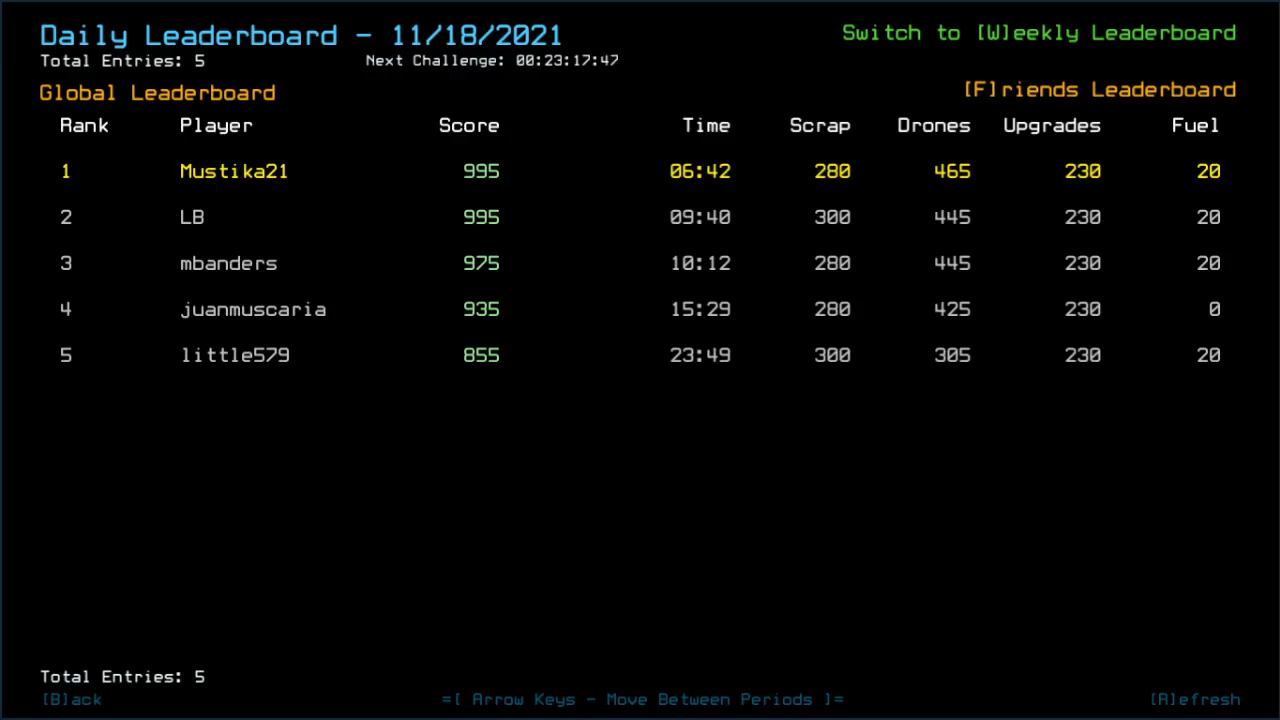 Daily Leaderboard - 11/18/2021 Switch to [W]eekly Leaderboard
Total Entries: 5 Next Challenge: 00:23:17:47
Global Leaderboard [F]riends Leaderboard
Rank Player Score Time Scrap Drones Upgrades Fuel
1 Mustika21 995 06:42 280 465 230 20
2 LB 995 09:40 300 445 230 20
3 mbanders 975 10:12 280 445 230 20
4 juanmuscaria 935 15:29 280 425 230 0
5 little579 855 23:49 300 305 230 20
Total Entries: 5
[B]ack =[ Arrow Keys - Move Between Periods ]= [R]efresh